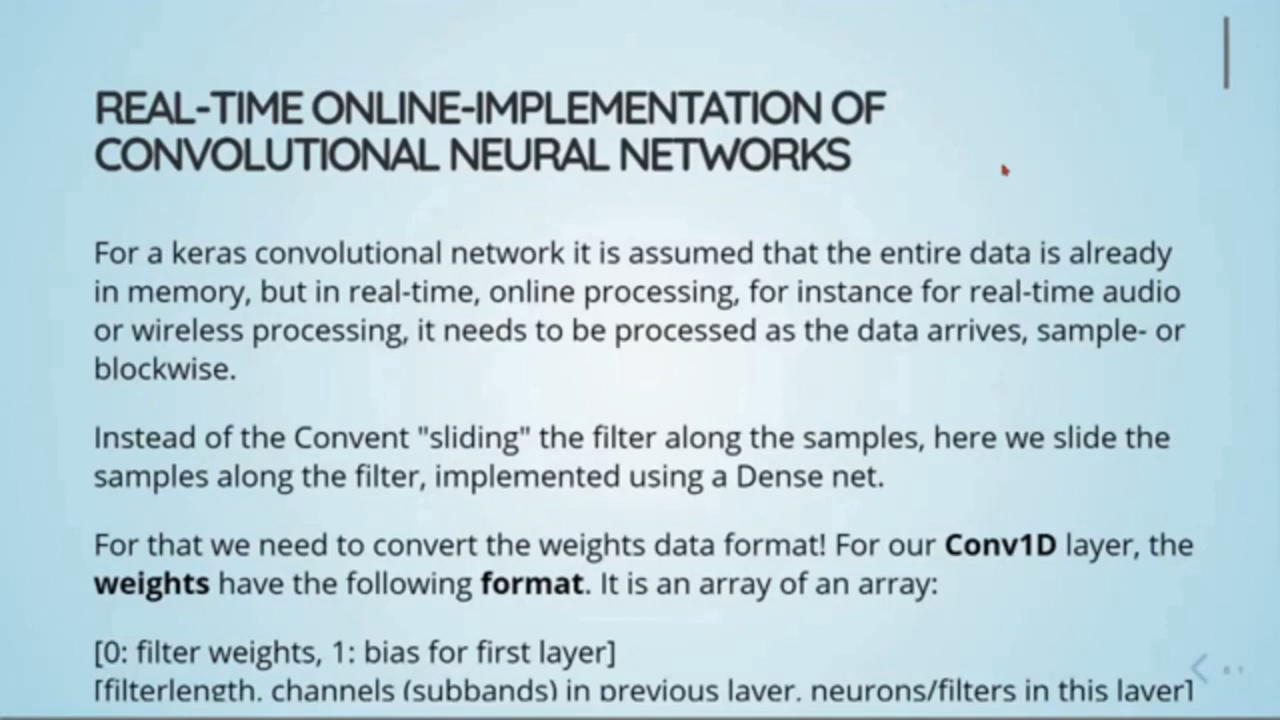 REAL-TIME ONLINE-IMPLEMENTATION OF
CONVOLUTIONAL NEURAL NETWORKS
For a keras convolutional network it is assumed that the entire data is already
in memory, but in real-time, online processing, for instance for real-time audio
or wireless processing, it needs to be processed as the data arrives, sample- or
blockwise.
Instead of the Convent "sliding" the filter along the samples, here we slide the
samples along the filter, implemented using a Dense net.
For that we need to convert the weights data format! For our Conv1D layer, the
weights have the following format. It is an array of an array:
[0: filter weights, 1: bias for first layer]
[filterlength, channels (subbands) in previous layer, neurons/filters in this layer]